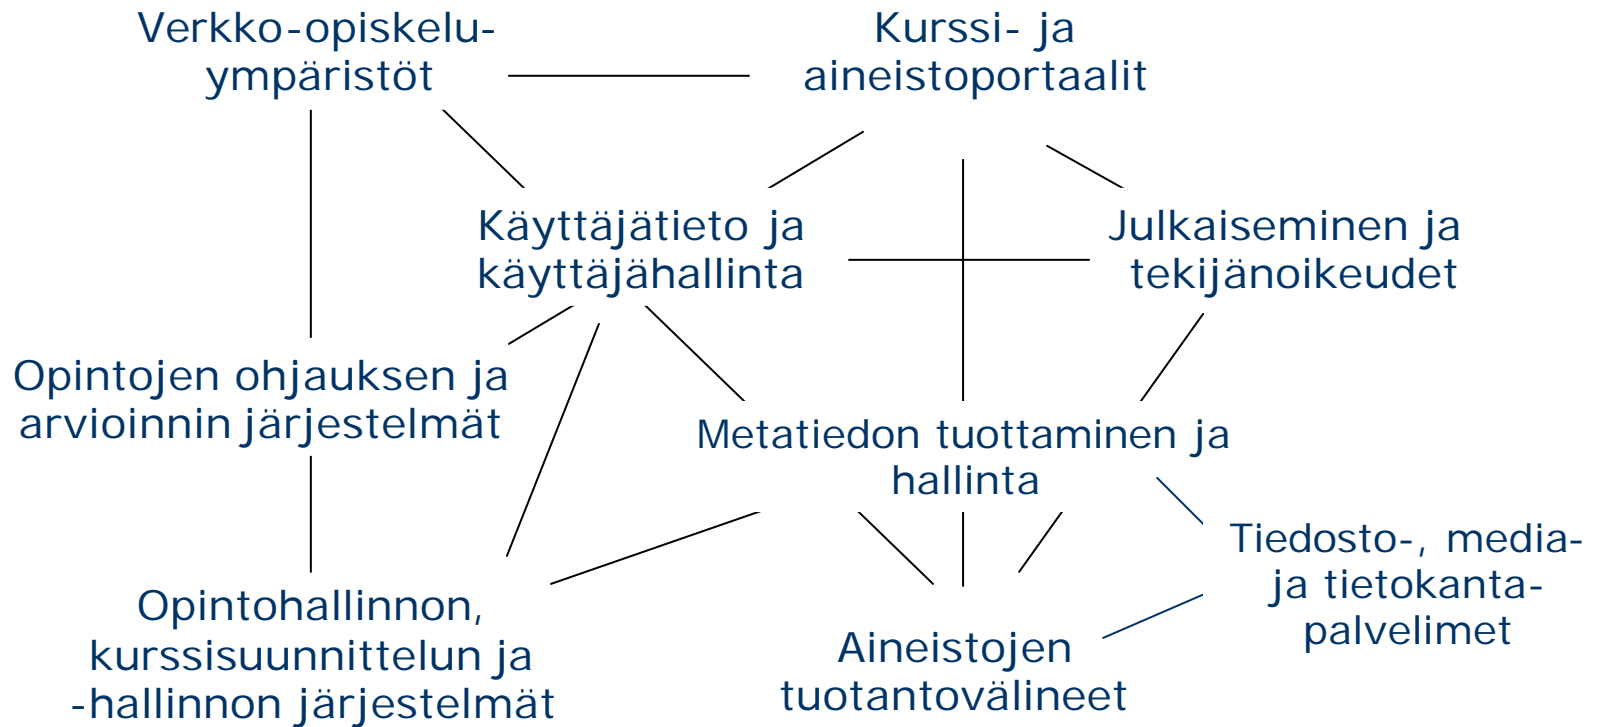 Verkko-opiskelu-
ympäristöt
Kurssi- ja
aineistoportaalit
Käyttäjätieto ja
käyttäjähallinta
Julkaiseminen ja
tekijänoikeudet
Opintojen ohjauksen ja
arvioinnin järjestelmät
Metatiedon tuottaminen ja
hallinta
Tiedosto-, media-
ja tietokanta-
palvelimet
Opintohallinnon,
kurssisuunnittelun ja
-hallinnon järjestelmät
Aineistojen
tuotantovälineet